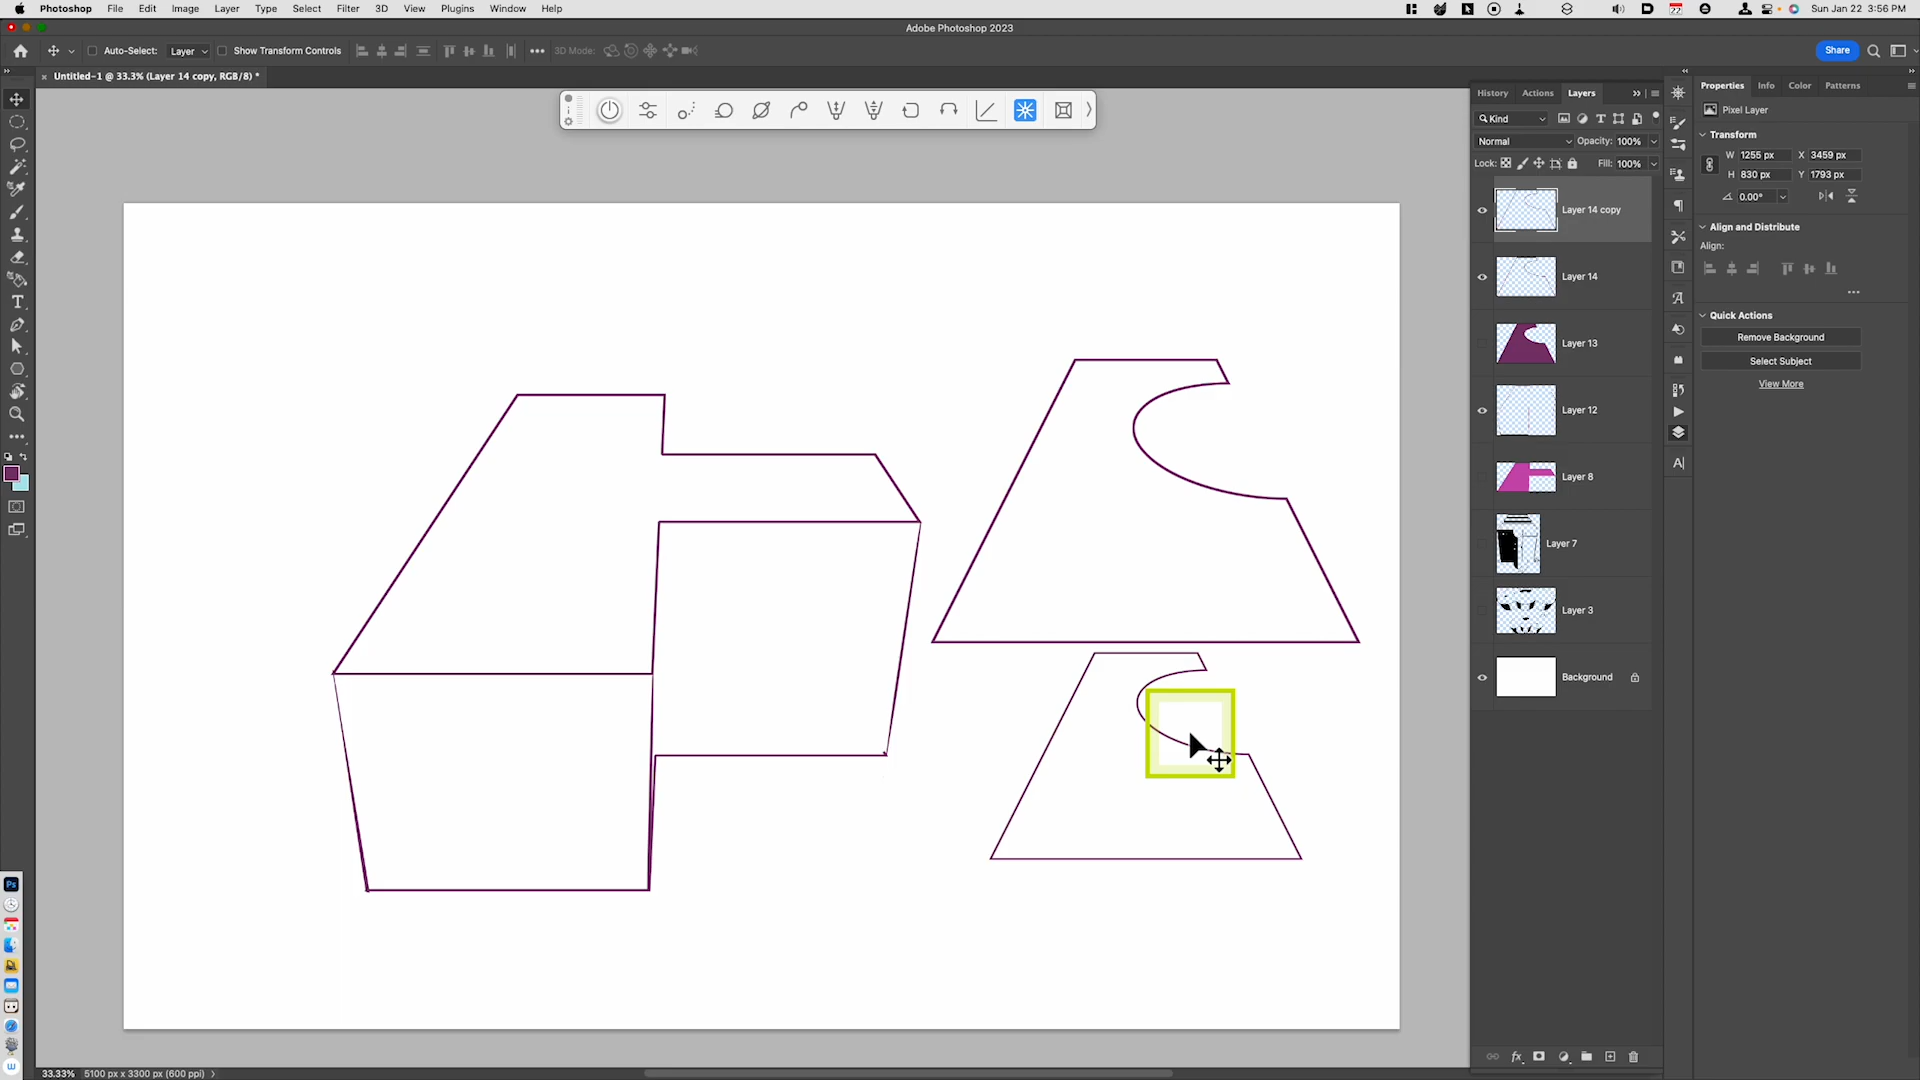 Photoshop File Edit Image Layer Type Select Filter 3D View Plugins Window Help
22
Sun Jan 22 3:56 PM
Adobe Photoshop 2023
Auto-Select: Layer Show Transform Controls ••• 3D Mode:
Share
× Untitled-1 @ 33.3% (Layer 14 copy, RGB/8) *
History Actions Layers
Properties Info Color Patterns
Pixel Layer
Kind
Normal Opacity: 100%
Lock: Fill: 100%
Transform
W 1255 px X 3459 px
H 830 px Y 1793 px
0.00°
Align and Distribute
Align:
Quick Actions
Remove Background
Select Subject
View More
Layer 14 copy
Layer 14
Layer 13
Layer 12
Layer 8
Layer 7
Layer 3
Background
T
A|
Ps
fx
33.33% 5100 px x 3300 px (600 ppi)